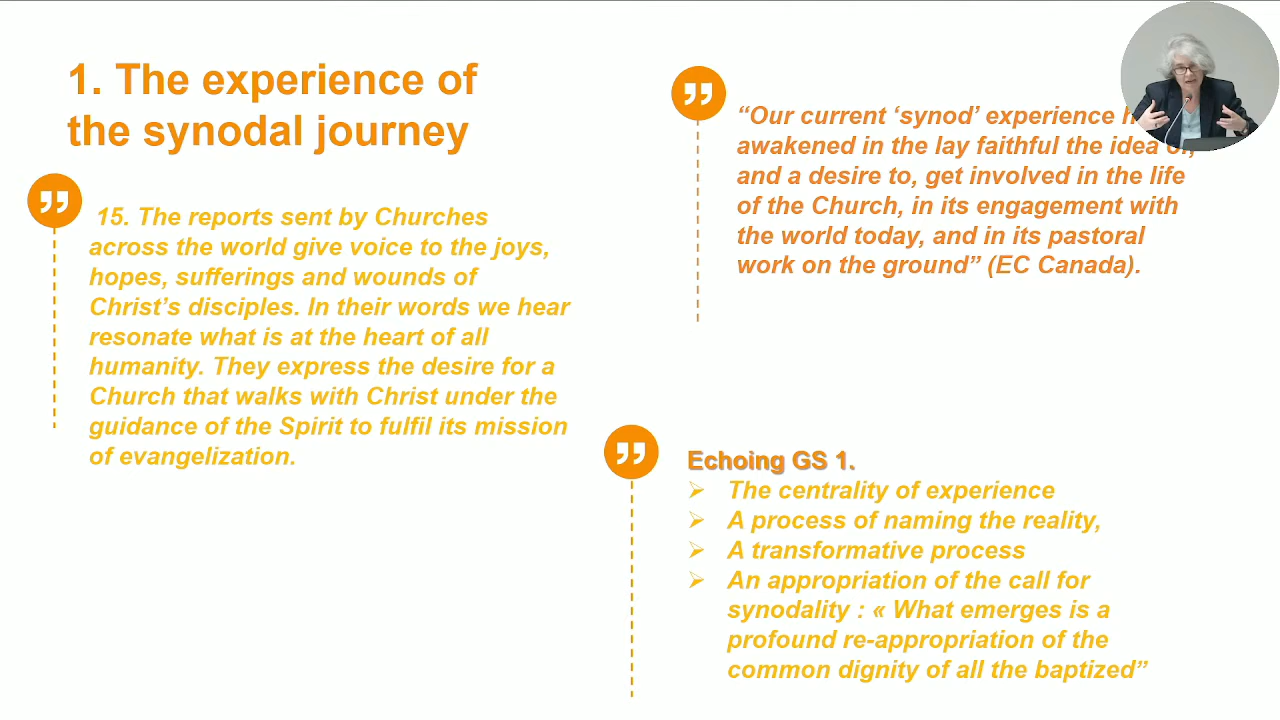 1. The experience of
the synodal journey
15. The reports sent by Churches
across the world give voice to the joys,
hopes, sufferings and wounds of
Christ's disciples. In their words we hear
resonate what is at the heart of all
humanity. They express the desire for a
Church that walks with Christ under the
guidance of the Spirit to fulfil its mission
of evangelization.
“Our current ‘synod’ experience
awakened in the lay faithful the idea of,
and a desire to, get involved in the life
of the Church, in its engagement with
the world today, and in its pastoral
work on the ground” (EC Canada).
Echoing GS 1.
➢ The centrality of experience
➢ A process of naming the reality,
➢ A transformative process
➢ An appropriation of the call for
synodality : « What emerges is a
profound re-appropriation of the
common dignity of all the baptized”